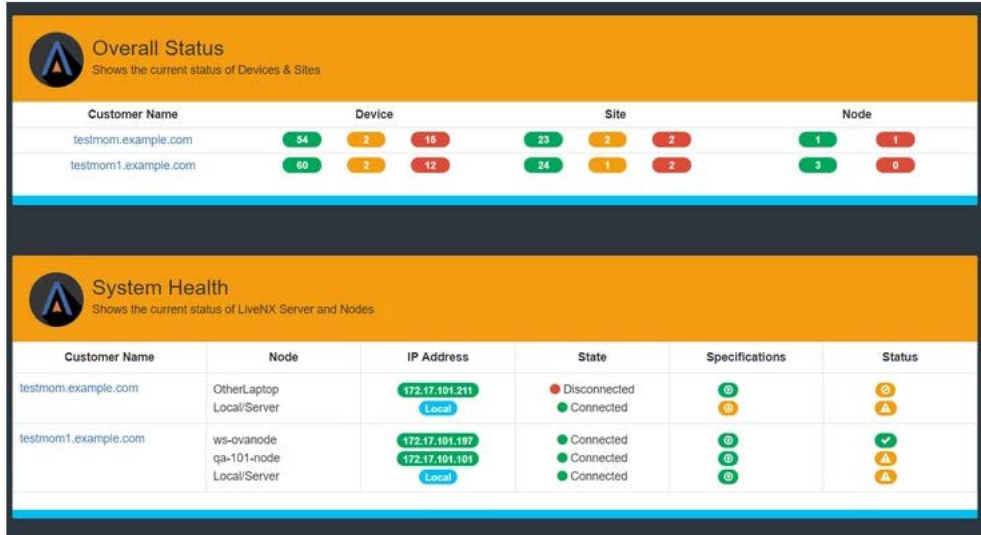 Overall Status
Shows the current status of Devices & Sites
Customer Name Device Site Node
testmom.example.com 54 2 15 23 2 2 1 1
testmom1.example.com 60 2 12 24 1 2 3 0
System Health
Shows the current status of LiveNX Server and Nodes
Customer Name Node IP Address State Specifications Status
testmom.example.com OtherLaptop 172.17.101.211 Disconnected
Local/Server Local Connected
testmom1.example.com ws-ovanode 172.17.101.197 Connected
qa-101-node 172.17.101.101 Connected
Local/Server Local Connected